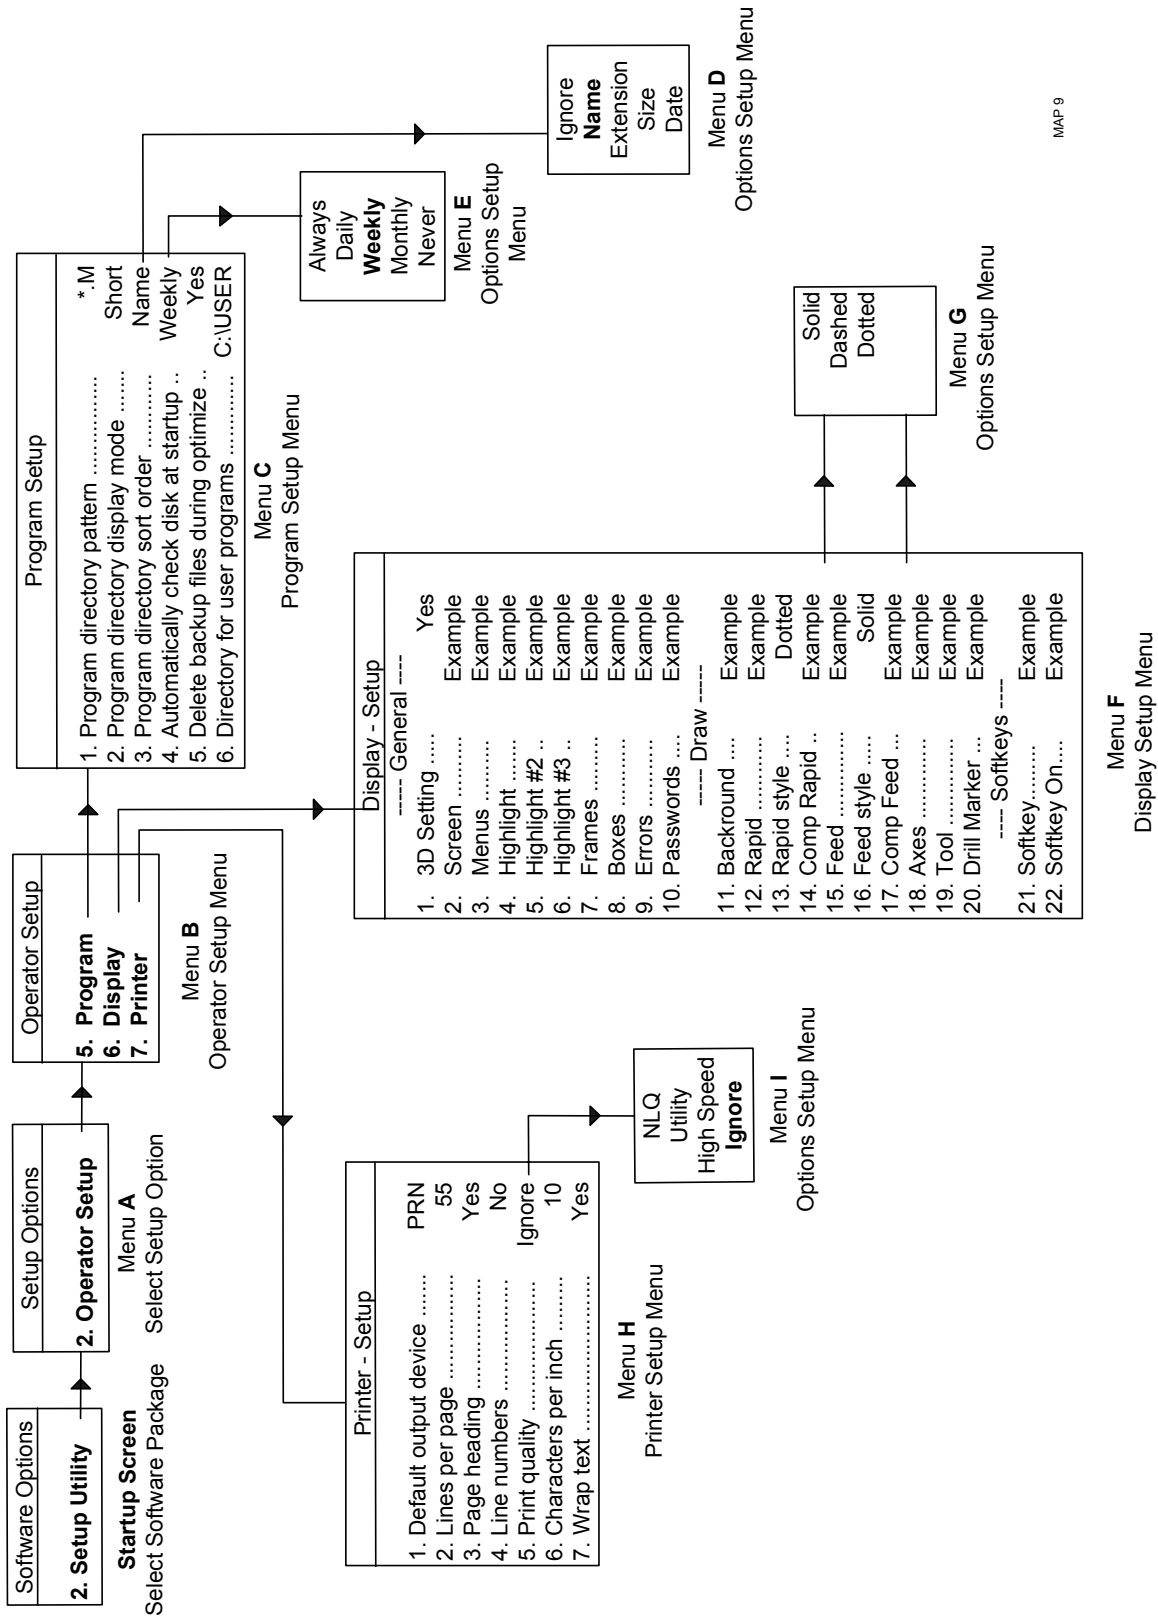 Software Options
2. Setup Utility
Startup Screen
Select Software Package
Setup Options
2. Operator Setup
Menu A
Select Setup Option
Operator Setup
5. Program
6. Display
7. Printer
Menu B
Operator Setup Menu
Program Setup
1. Program directory pattern ................. *.M
2. Program directory display mode ....... Short
3. Program directory sort order ............. Name
4. Automatically check disk at startup .. Weekly
5. Delete backup files during optimize .. Yes
6. Directory for user programs ............. C:\USER
Menu C
Program Setup Menu
Always
Daily
Weekly
Monthly
Never
Menu E
Options Setup
Menu
Ignore
Name
Extension
Size
Date
Menu D
Options Setup Menu
Display - Setup
----- General ----
1. 3D Setting ..... Yes
2. Screen .......... Example
3. Menus .......... Example
4. Highlight ....... Example
5. Highlight #2 .. Example
6. Highlight #3 .. Example
7. Frames ......... Example
8. Boxes ........... Example
9. Errors ........... Example
10. Passwords .... Example
----- Draw -----
11. Backround .... Example
12. Rapid ............ Example
13. Rapid style .... Dotted
14. Comp Rapid .. Example
15. Feed .............. Example
16. Feed style ..... Solid
17. Comp Feed ... Example
18. Axes .............. Example
19. Tool ............... Example
20. Drill Marker ... Example
---- Softkeys ----
21. Softkey......... Example
22. Softkey On.... Example
Menu F
Display Setup Menu
Solid
Dashed
Dotted
Menu G
Options Setup Menu
Printer - Setup
1. Default output device ....... PRN
2. Lines per page ................. 55
3. Page heading .................. Yes
4. Line numbers .................. No
5. Print quality ..................... Ignore
6. Characters per inch .......... 10
7. Wrap text ......................... Yes
Menu H
Printer Setup Menu
NLQ
Utility
High Speed
Ignore
Menu I
Options Setup Menu
MAP 9